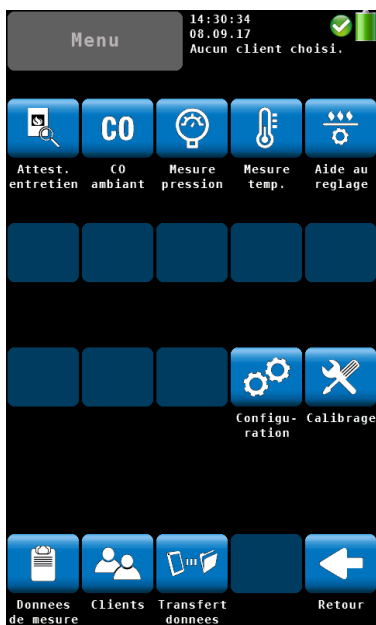 Menu
14:30:34
08.09.17
Aucun client choisi.
CO
Attest.
entretien
CO
ambiant
Mesure
pression
Mesure
temp.
Aide au
reglage
Configu-
ration
Calibrage
Donnees
de mesure
Clients
Transfert
donnees
Retour